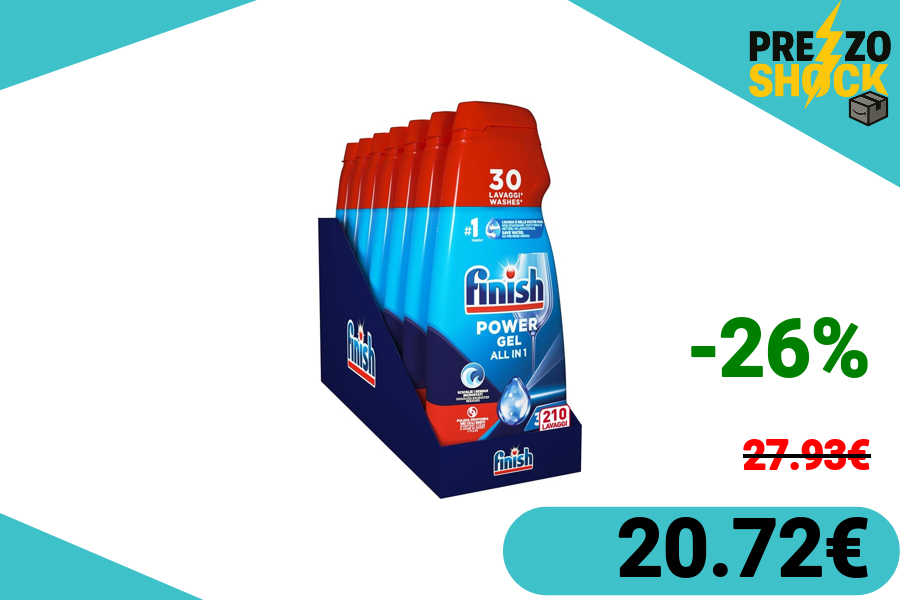 PREZZO
SHOCK
30
LAVAGGI*
WASHES*
#1
finish
POWER
GEL
ALL IN 1
finish
210
LAVAGGI
finish
-26%
27.93€
20.72€